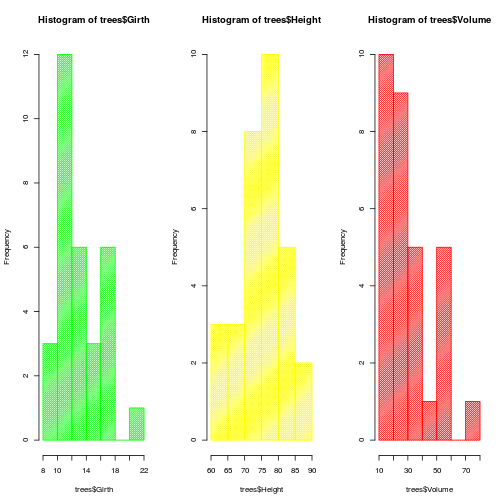 Histogram of trees$Girth
Frequency
0
2
4
6
8
10
12
8 10 14 18 22
trees$Girth
Histogram of trees$Height
Frequency
0
2
4
6
8
10
60 65 70 75 80 85 90
trees$Height
Histogram of trees$Volume
Frequency
0
2
4
6
8
10
10 30 50 70
trees$Volume